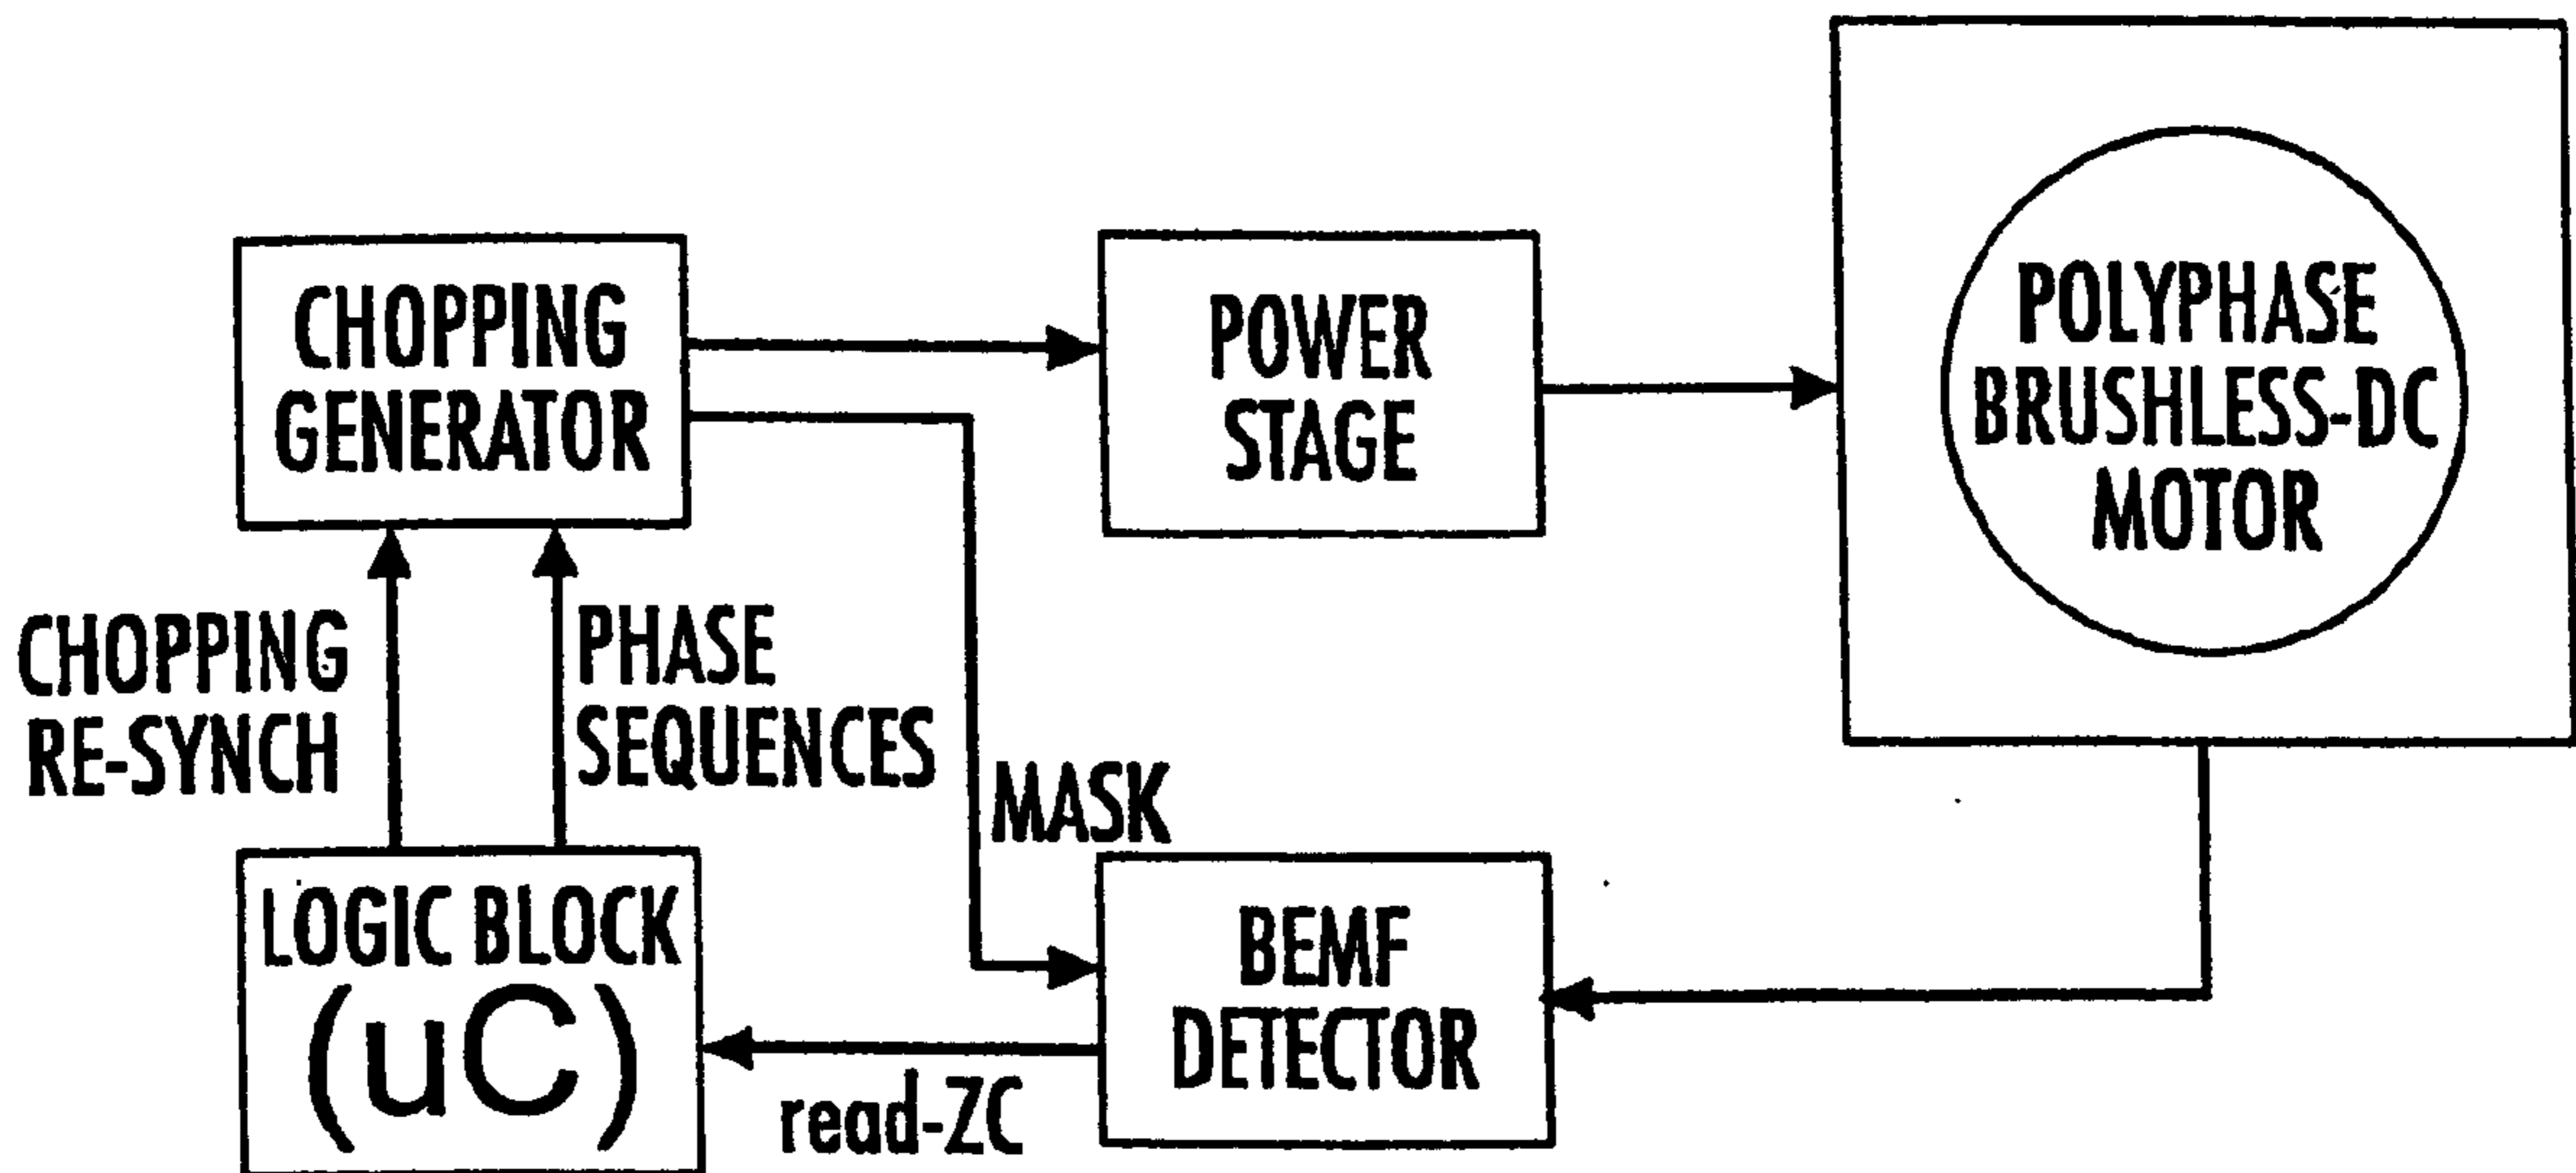 CHOPPING
GENERATOR
POWER
STAGE
POLYPHASE
BRUSHLESS-DC
MOTOR
CHOPPING
RE-SYNCH
PHASE
SEQUENCES
MASK
LOGIC BLOCK
(uC)
BEMF
DETECTOR
read-ZC